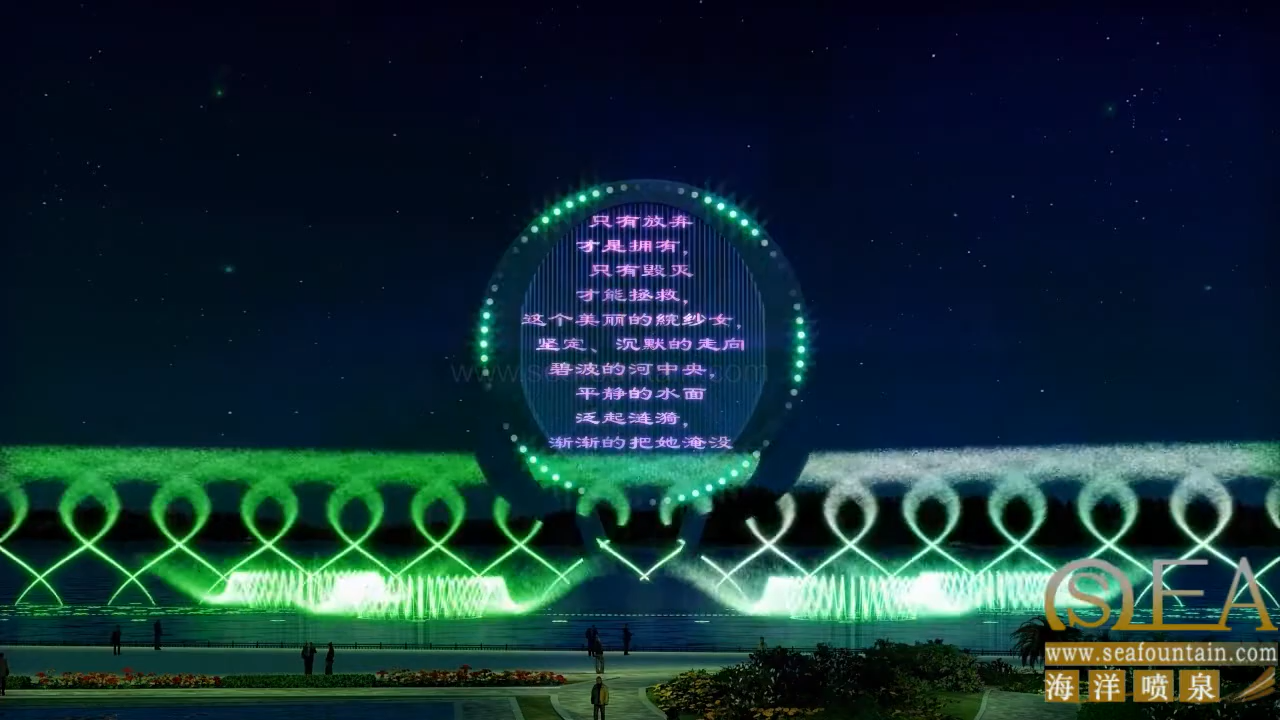 只有放弃
才是拥有，
只有毁灭
才能拯救，
这个美丽的綄纱女，
坚定、沉默的走向
碧波的河中央，
平静的水面
泛起涟漪，
渐渐的把她淹没
SEA
www.seafountain.com
海洋喷泉